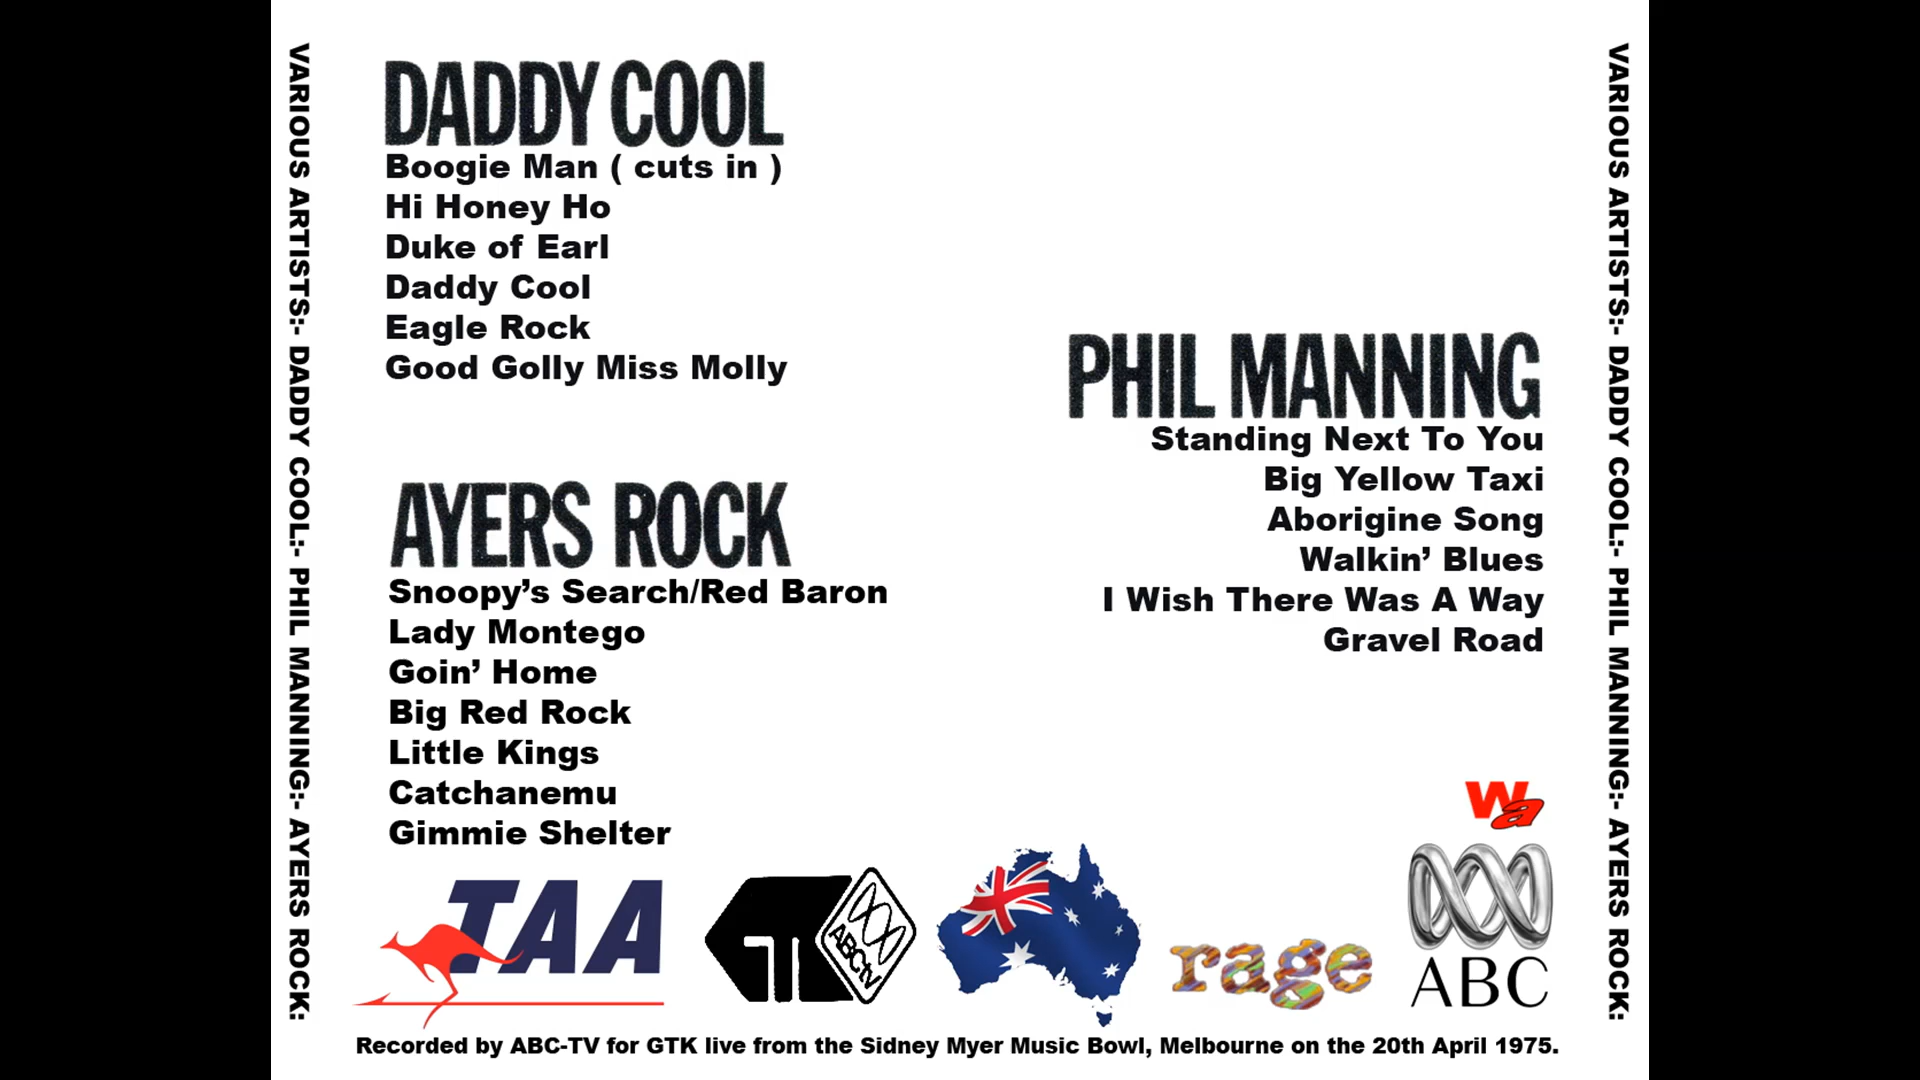 VARIOUS ARTISTS:- DADDY COOL:- PHIL MANNING:- AYERS ROCK:
DADDY COOL
Boogie Man ( cuts in )
Hi Honey Ho
Duke of Earl
Daddy Cool
Eagle Rock
Good Golly Miss Molly
AYERS ROCK
Snoopy’s Search/Red Baron
Lady Montego
Goin’ Home
Big Red Rock
Little Kings
Catchanemu
Gimmie Shelter
PHIL MANNING
Standing Next To You
Big Yellow Taxi
Aborigine Song
Walkin’ Blues
I Wish There Was A Way
Gravel Road
wa
TAA
GTK
ABCtv
rage
ABC
Recorded by ABC-TV for GTK live from the Sidney Myer Music Bowl, Melbourne on the 20th April 1975.
VARIOUS ARTISTS:- DADDY COOL:- PHIL MANNING:- AYERS ROCK: